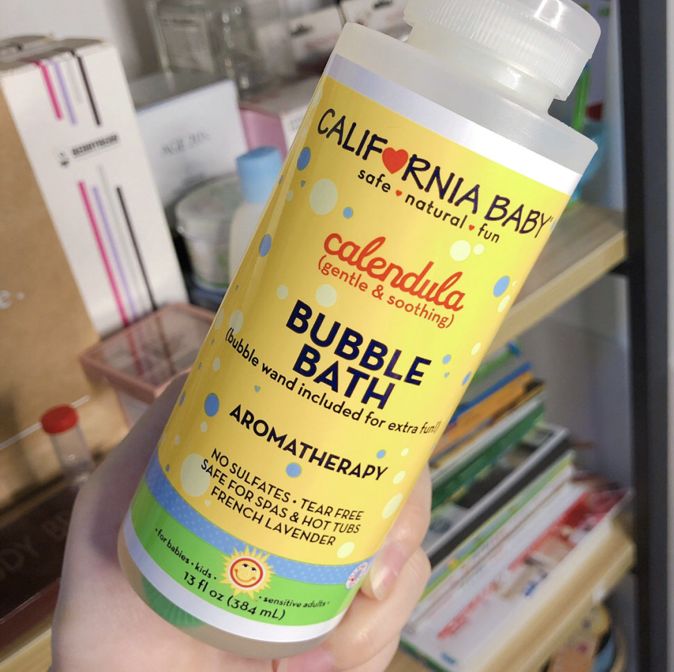 CALIFORNIA BABY
safe • natural • fun
calendula
(gentle & soothing)
BUBBLE
BATH
(bubble wand included for extra fun!)
AROMATHERAPY
NO SULFATES • TEAR FREE
SAFE FOR SPAS & HOT TUBS
FRENCH LAVENDER
• for babies • kids • sensitive adults •
13 fl oz (384 mL)